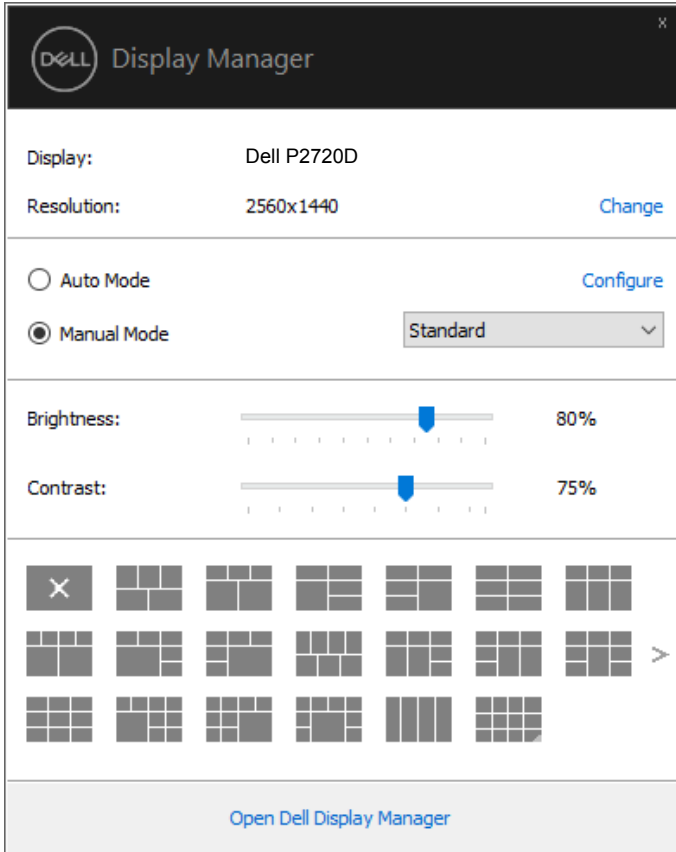 x
DELL Display Manager
Display: Dell P2720D
Resolution: 2560x1440 Change
Auto Mode Configure
Manual Mode Standard
Brightness: 80%
Contrast: 75%
Open Dell Display Manager